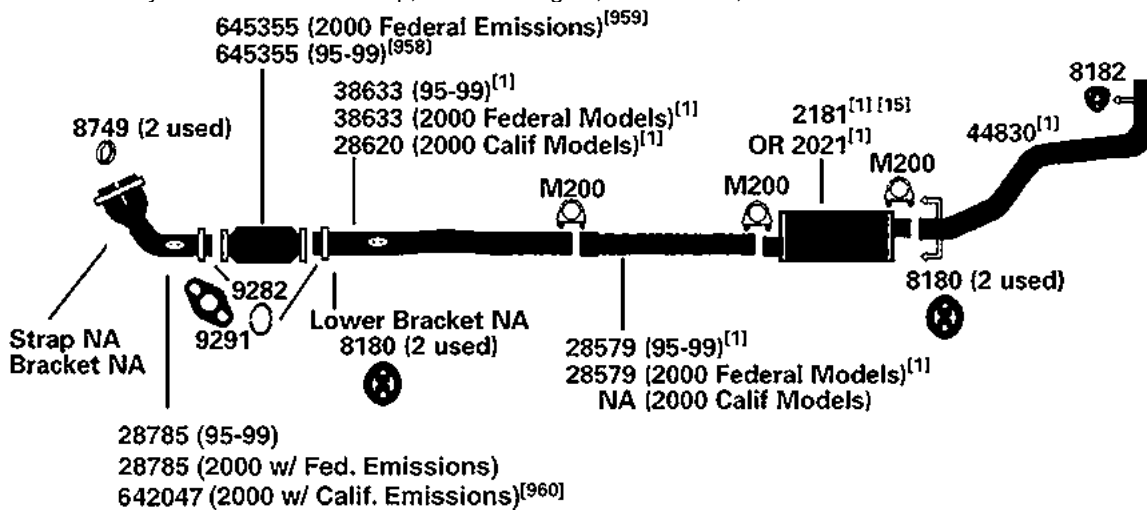 645355 (2000 Federal Emissions)[959]
645355 (95-99)[958]
8182
38633 (95-99)[1]
38633 (2000 Federal Models)[1]
28620 (2000 Calif Models)[1]
2181[1] [15]
OR 2021[1]
44830[1]
8749 (2 used)
M200
M200
M200
9282
9291
Lower Bracket NA
8180 (2 used)
8180 (2 used)
Strap NA
Bracket NA
28579 (95-99)[1]
28579 (2000 Federal Models)[1]
NA (2000 Calif Models)
28785 (95-99)
28785 (2000 w/ Fed. Emissions)
642047 (2000 w/ Calif. Emissions)[960]